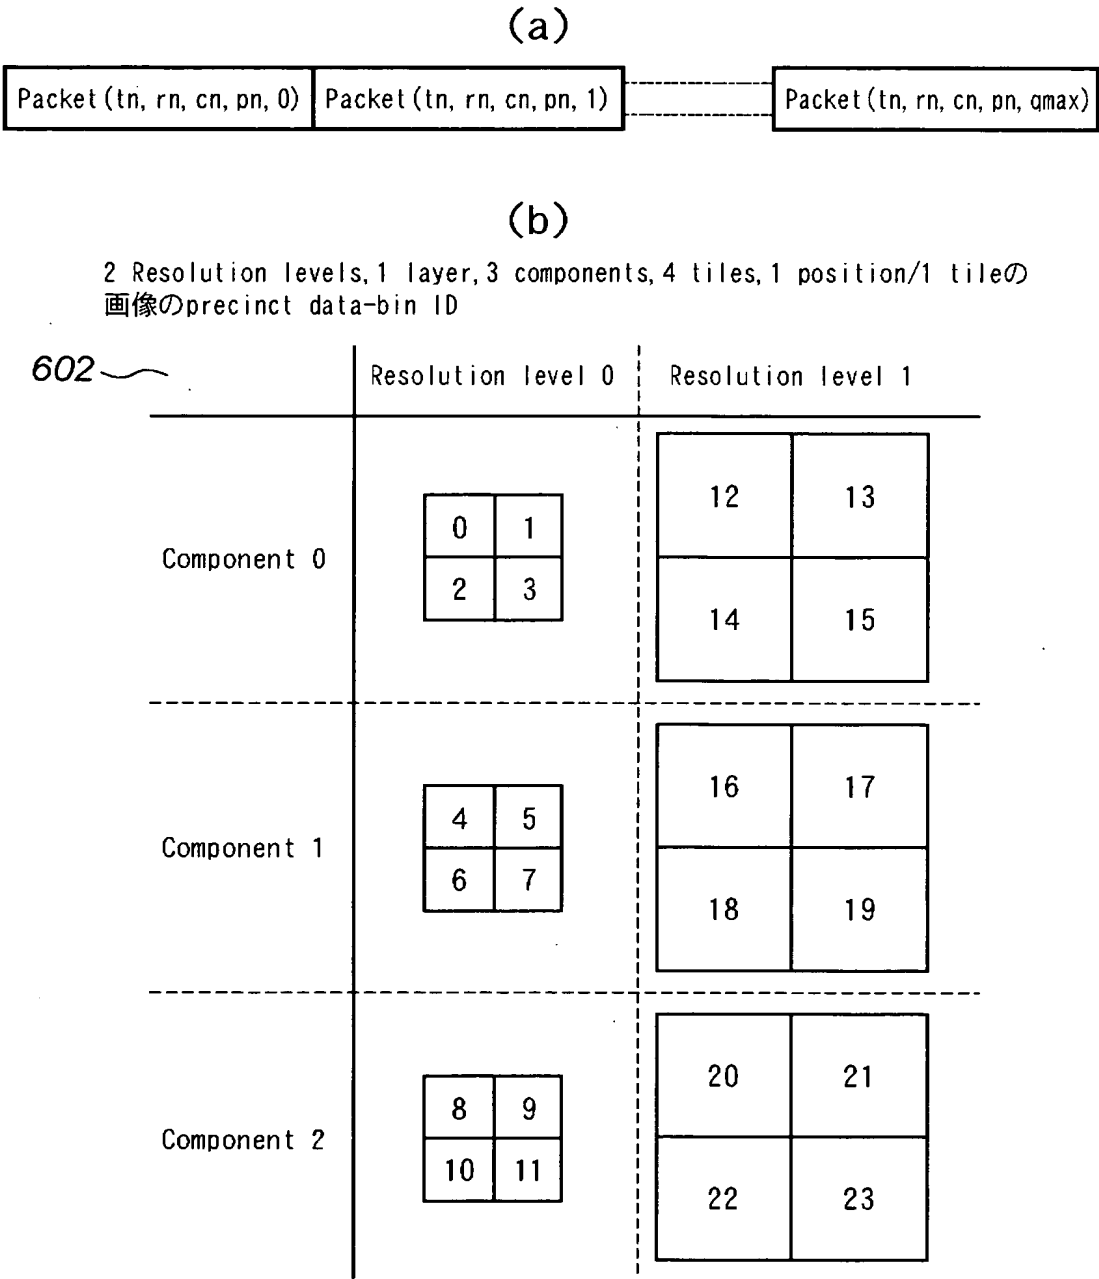 (a)
Packet(tn, rn, cn, pn, 0) Packet(tn, rn, cn, pn, 1) Packet(tn, rn, cn, pn, qmax)
(b)
2 Resolution levels, 1 layer, 3 components, 4 tiles, 1 position/1 tileの
画像のprecinct data-bin ID
602
Resolution level 0 Resolution level 1
Component 0
0 1
2 3
12 13
14 15
Component 1
4 5
6 7
16 17
18 19
Component 2
8 9
10 11
20 21
22 23